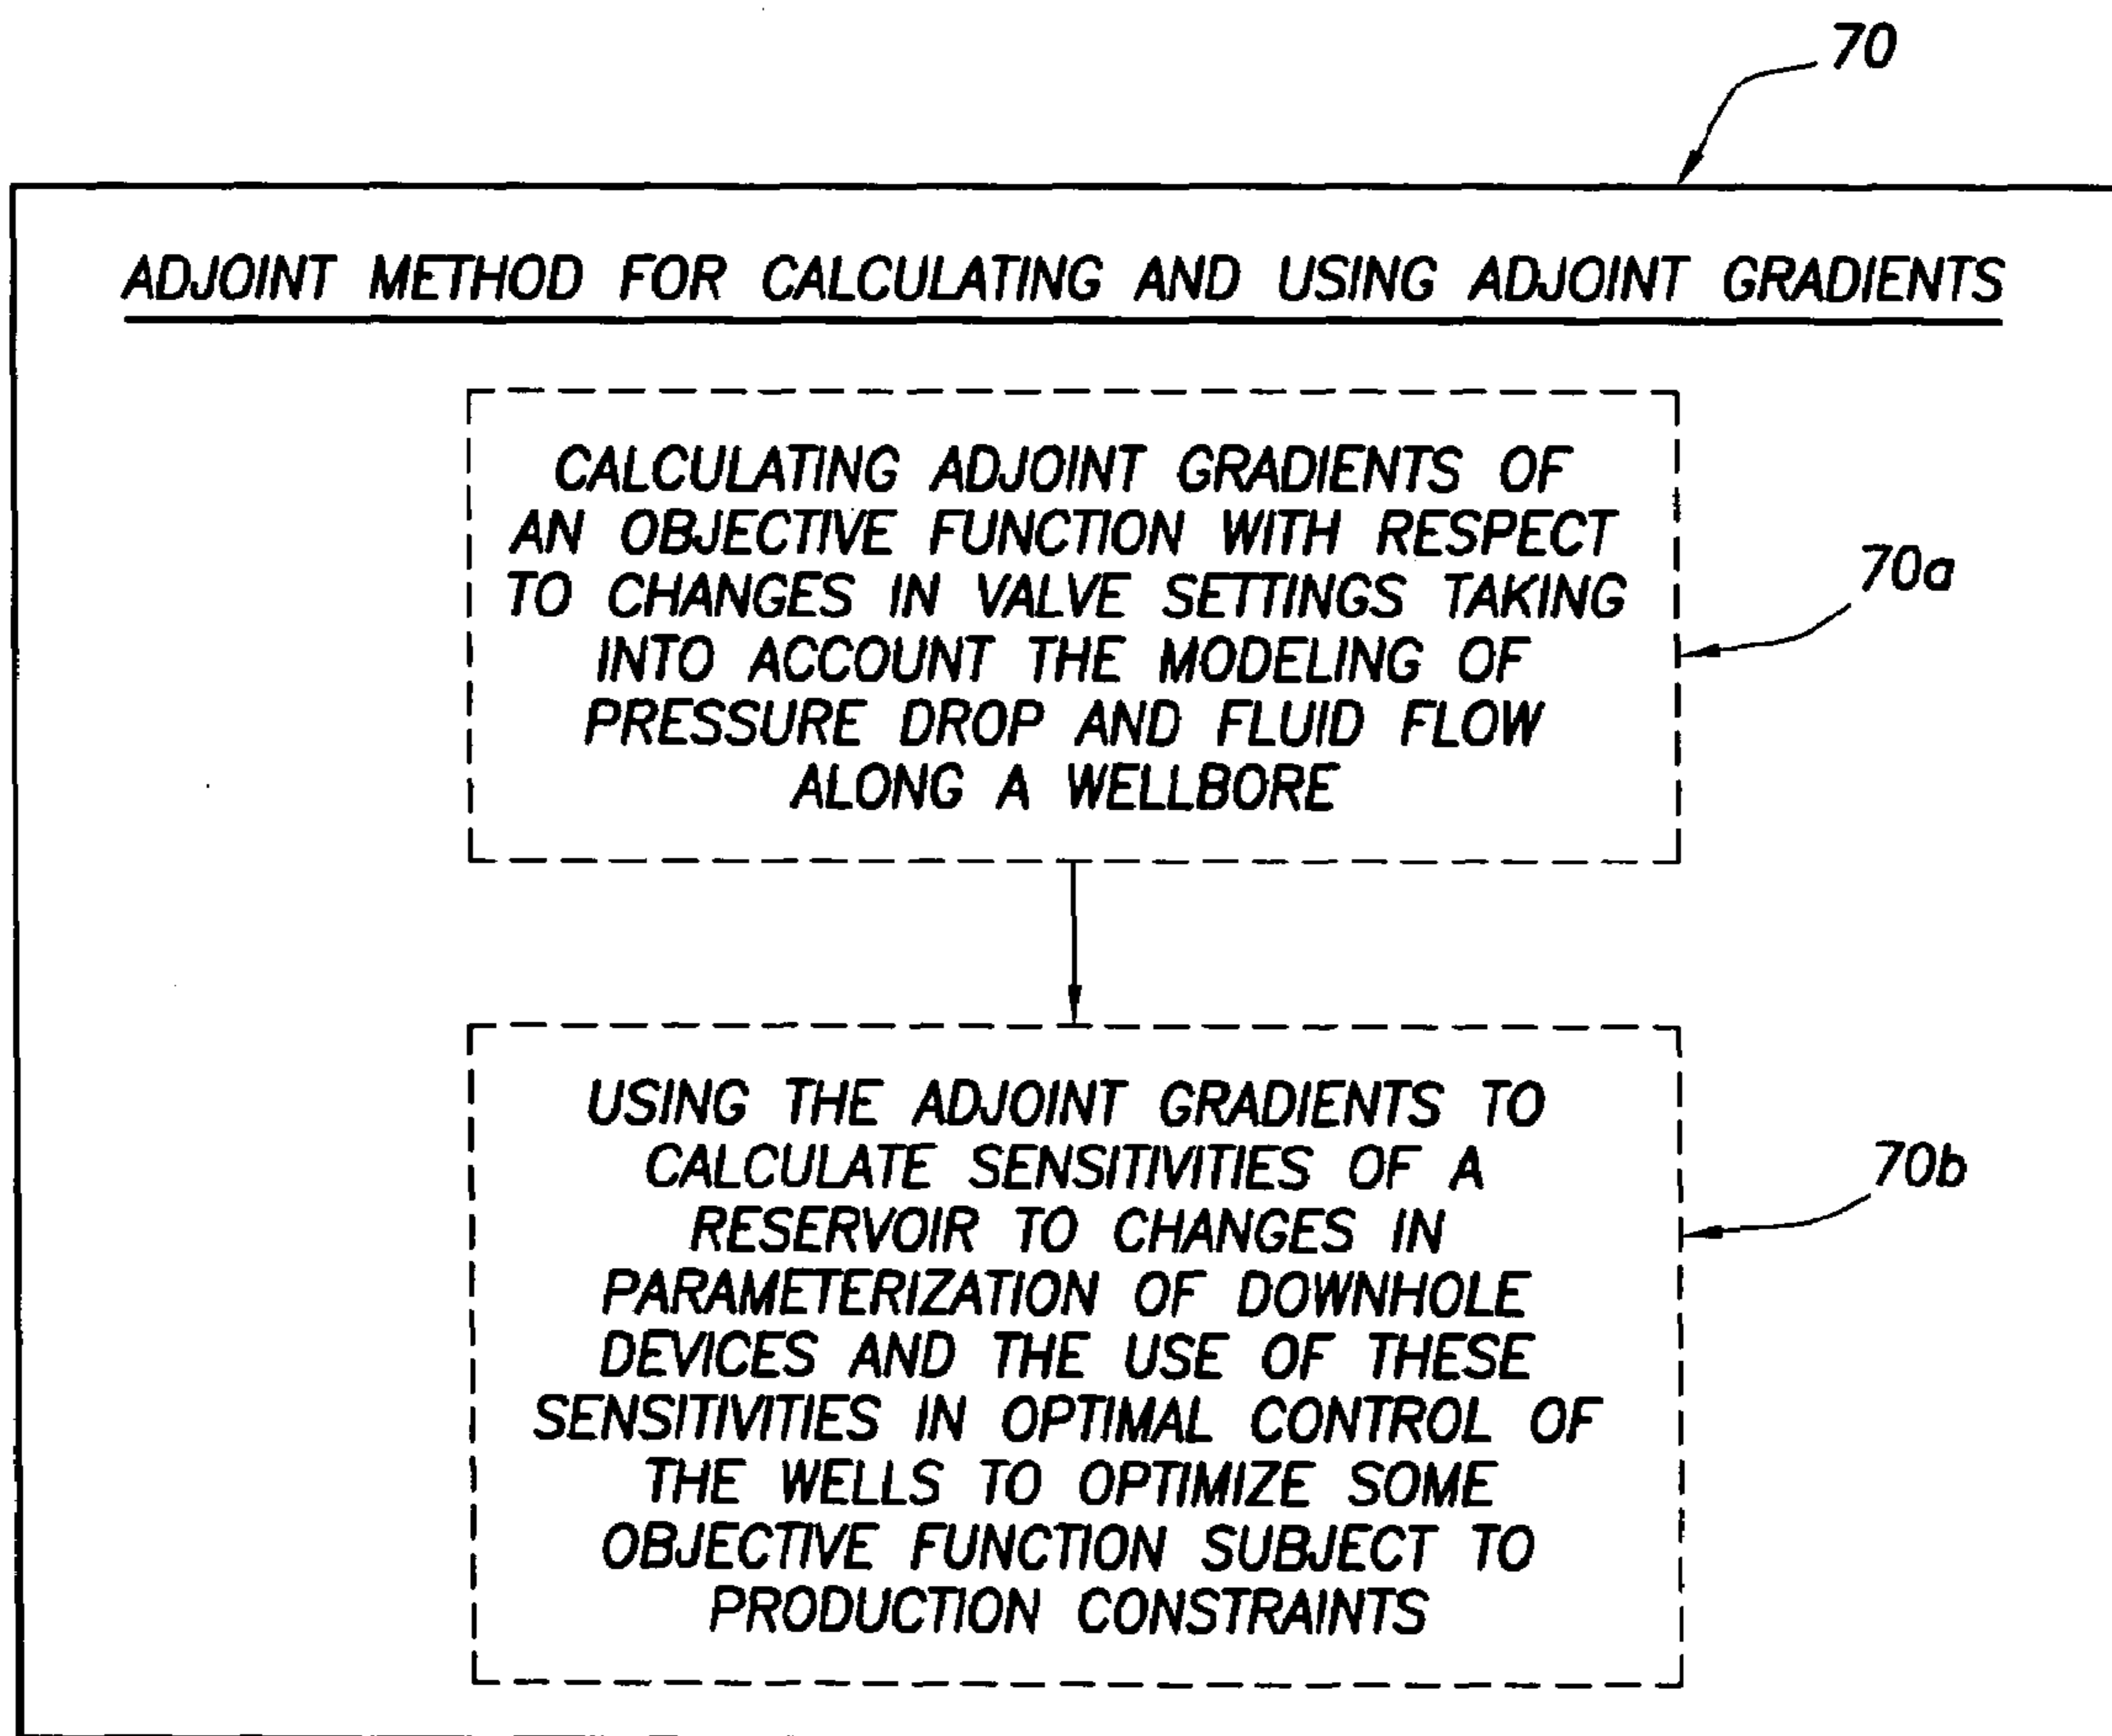 70
ADJOINT METHOD FOR CALCULATING AND USING ADJOINT GRADIENTS
CALCULATING ADJOINT GRADIENTS OF
AN OBJECTIVE FUNCTION WITH RESPECT
TO CHANGES IN VALVE SETTINGS TAKING
INTO ACCOUNT THE MODELING OF
PRESSURE DROP AND FLUID FLOW
ALONG A WELLBORE
70a
USING THE ADJOINT GRADIENTS TO
CALCULATE SENSITIVITIES OF A
RESERVOIR TO CHANGES IN
PARAMETERIZATION OF DOWNHOLE
DEVICES AND THE USE OF THESE
SENSITIVITIES IN OPTIMAL CONTROL OF
THE WELLS TO OPTIMIZE SOME
OBJECTIVE FUNCTION SUBJECT TO
PRODUCTION CONSTRAINTS
70b